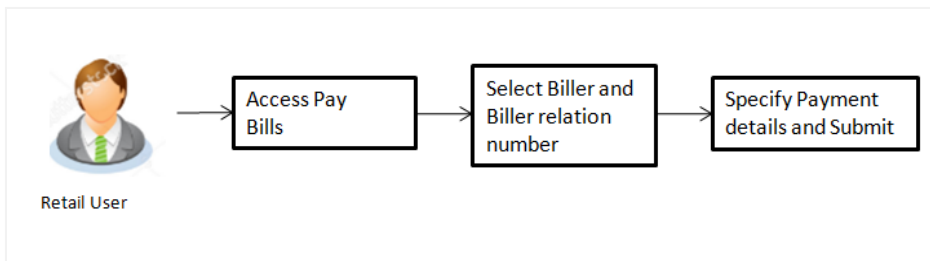 Access Pay
Bills
Select Biller and
Biller relation
number
Specify Payment
details and Submit
Retail User